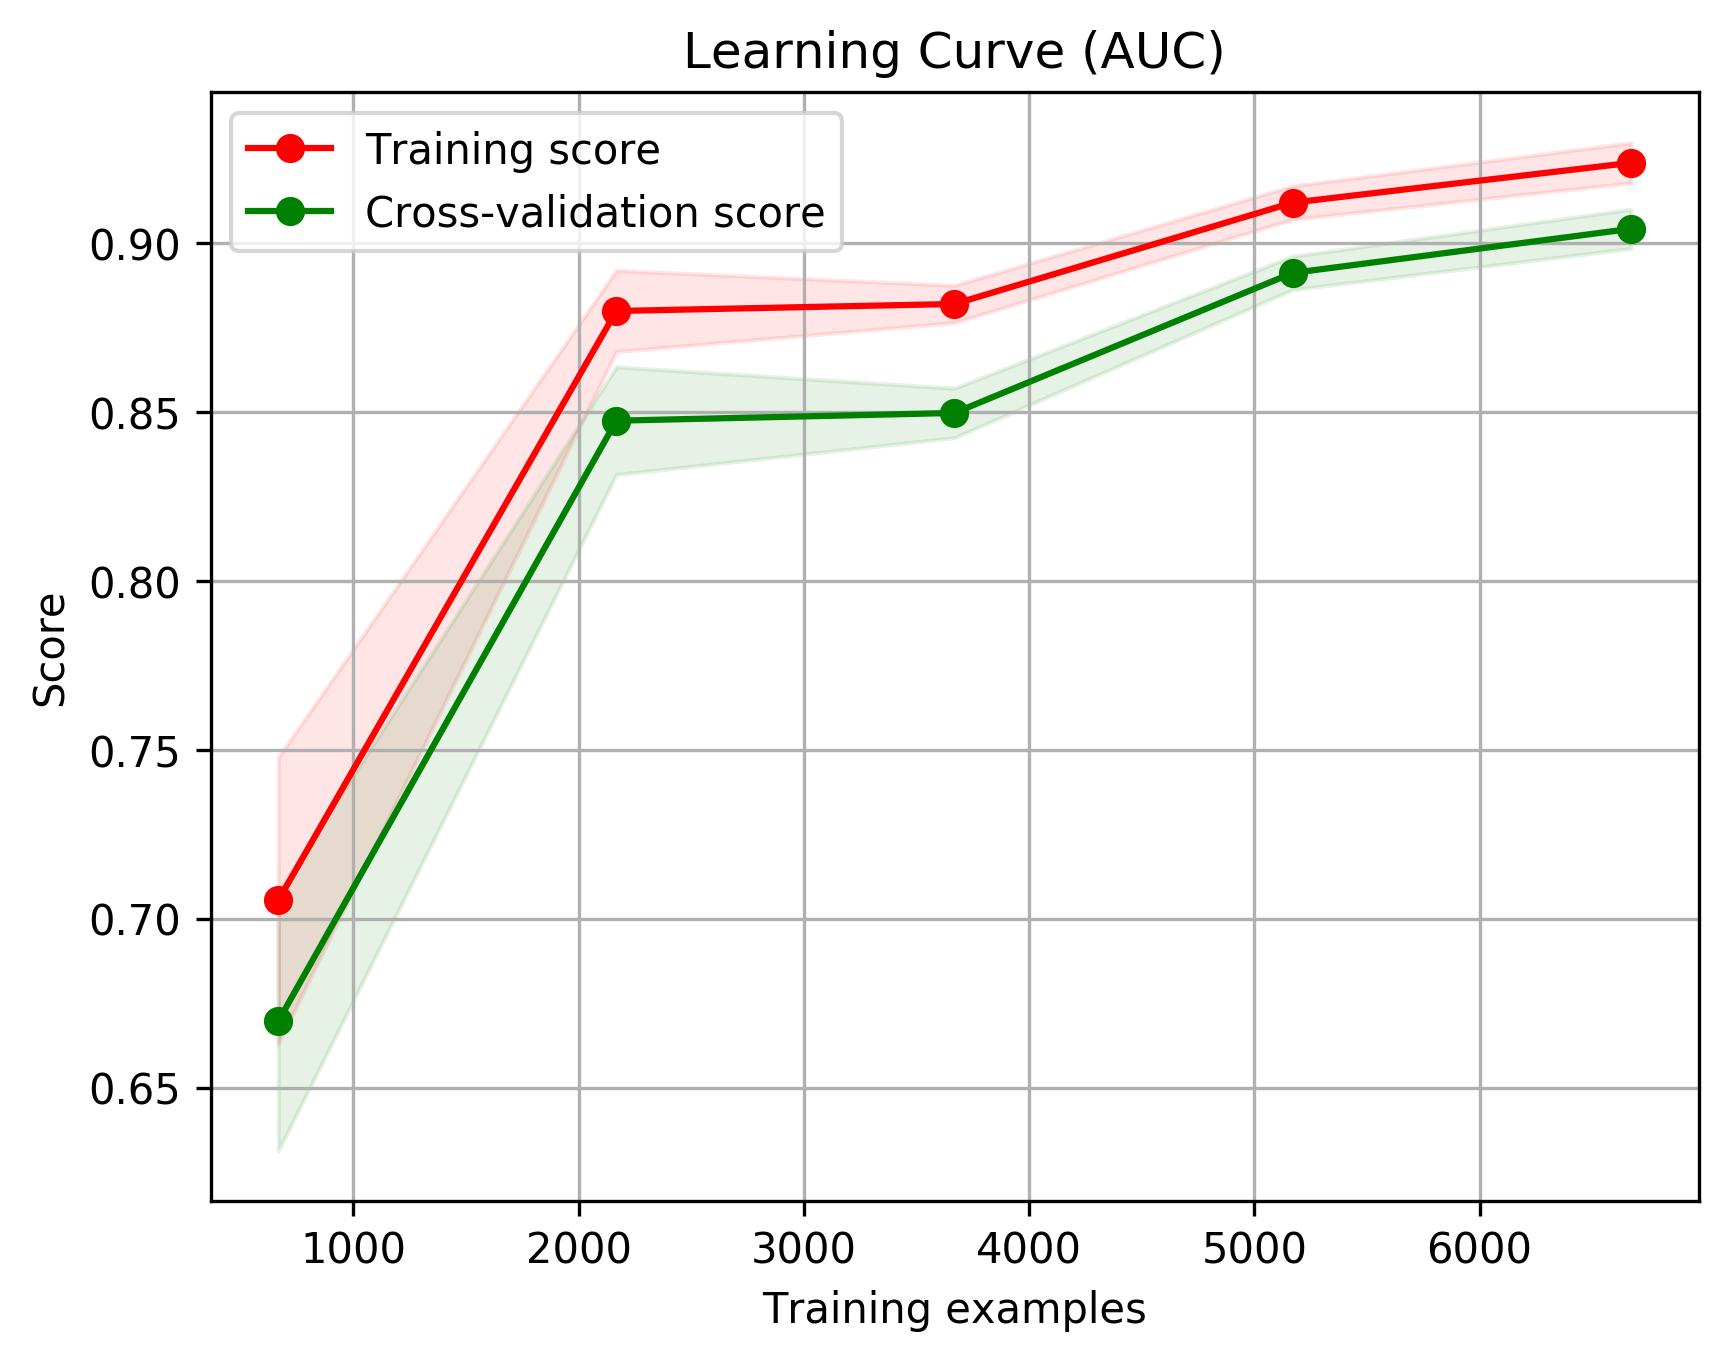 Learning Curve (AUC)
Training score
Cross-validation score
0.90
0.85
0.80
0.75
0.70
0.65
Score
1000 2000 3000 4000 5000 6000
Training examples